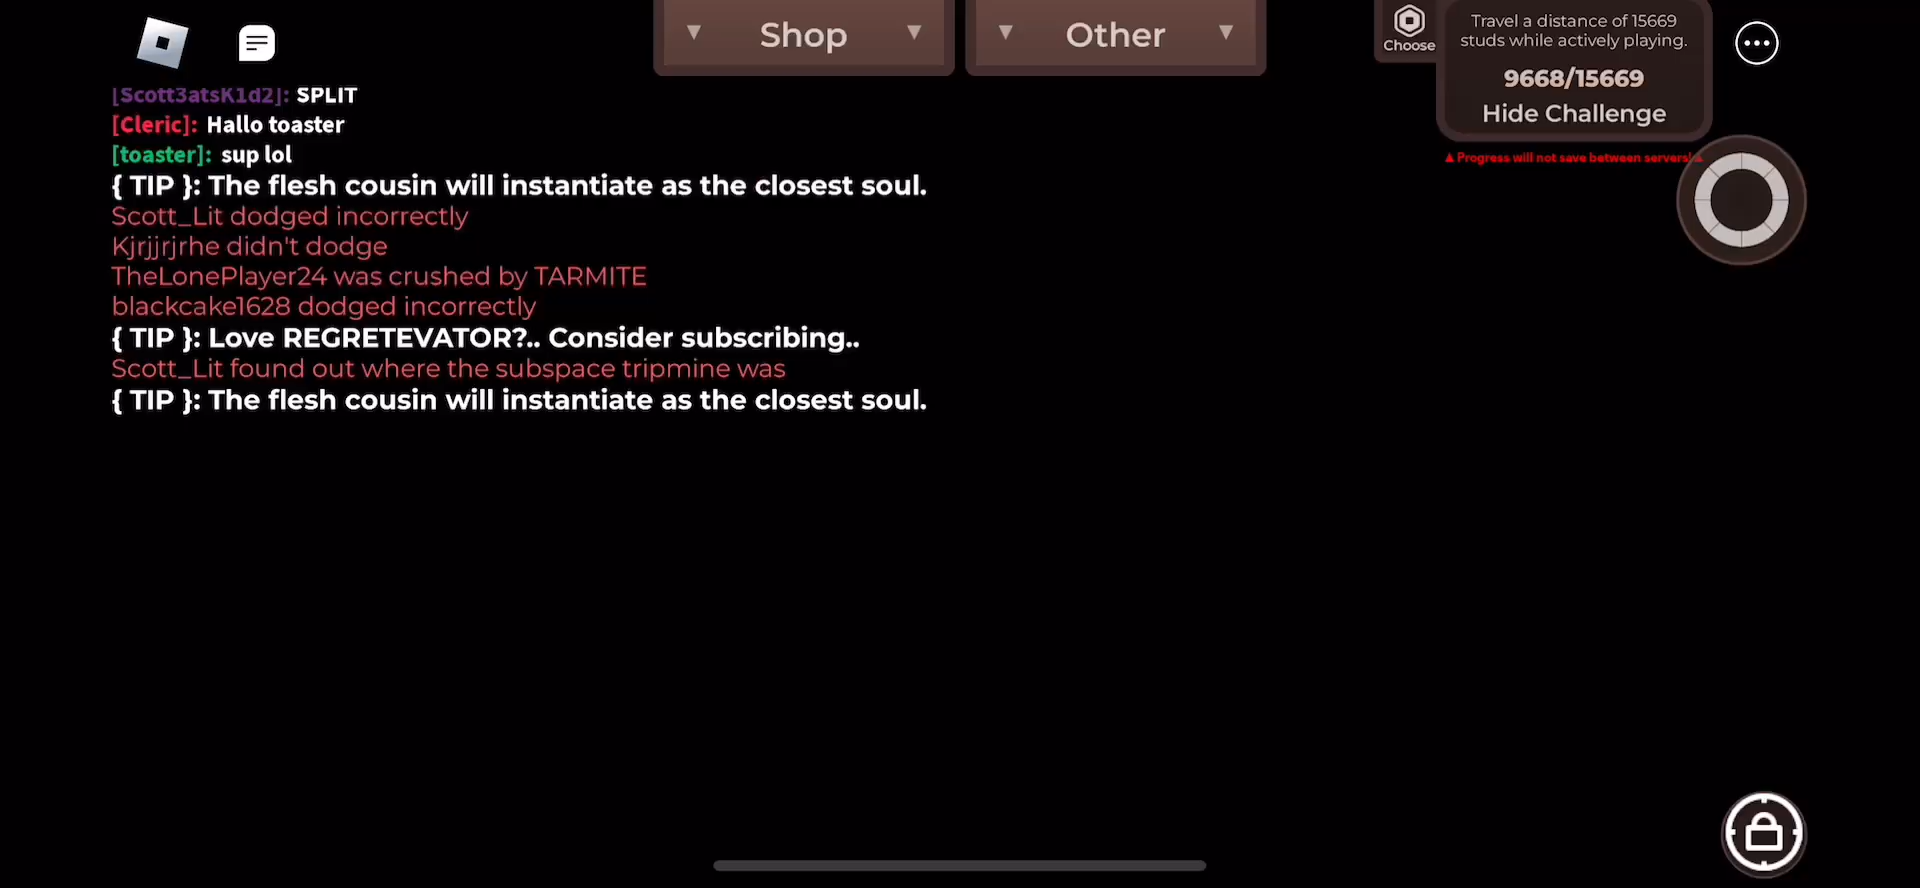 Shop
Other
Choose
Travel a distance of 15669
studs while actively playing.
9668/15669
Hide Challenge
▲ Progress will not save between servers! ▲
[Scott3atsK1d2]: SPLIT
[Cleric]: Hallo toaster
[toaster]: sup lol
{ TIP }: The flesh cousin will instantiate as the closest soul.
Scott_Lit dodged incorrectly
Kjrjjrjrhe didn't dodge
TheLonePlayer24 was crushed by TARMITE
blackcake1628 dodged incorrectly
{ TIP }: Love REGRETEVATOR?.. Consider subscribing..
Scott_Lit found out where the subspace tripmine was
{ TIP }: The flesh cousin will instantiate as the closest soul.